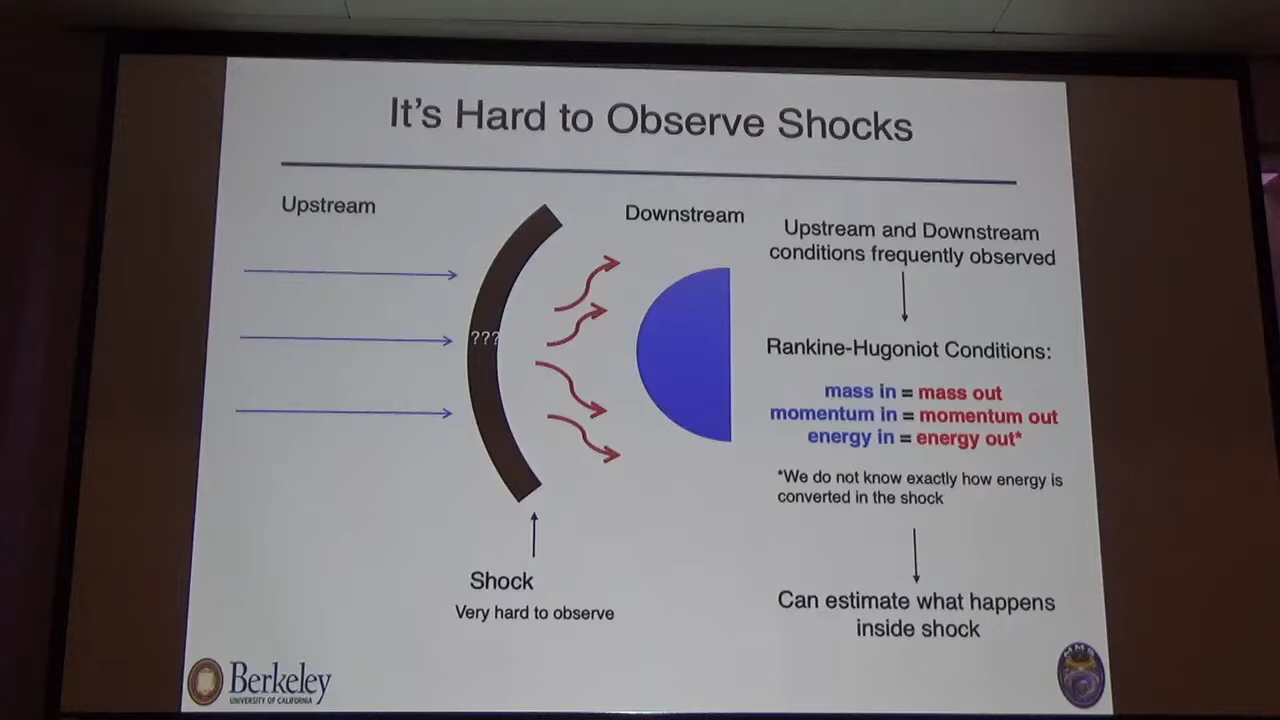 It's Hard to Observe Shocks
Upstream
Downstream
???
Shock
Very hard to observe
Upstream and Downstream
conditions frequently observed
Rankine-Hugoniot Conditions:
mass in = mass out
momentum in = momentum out
energy in = energy out*
*We do not know exactly how energy is
converted in the shock
Can estimate what happens
inside shock
Berkeley
UNIVERSITY OF CALIFORNIA
MMS